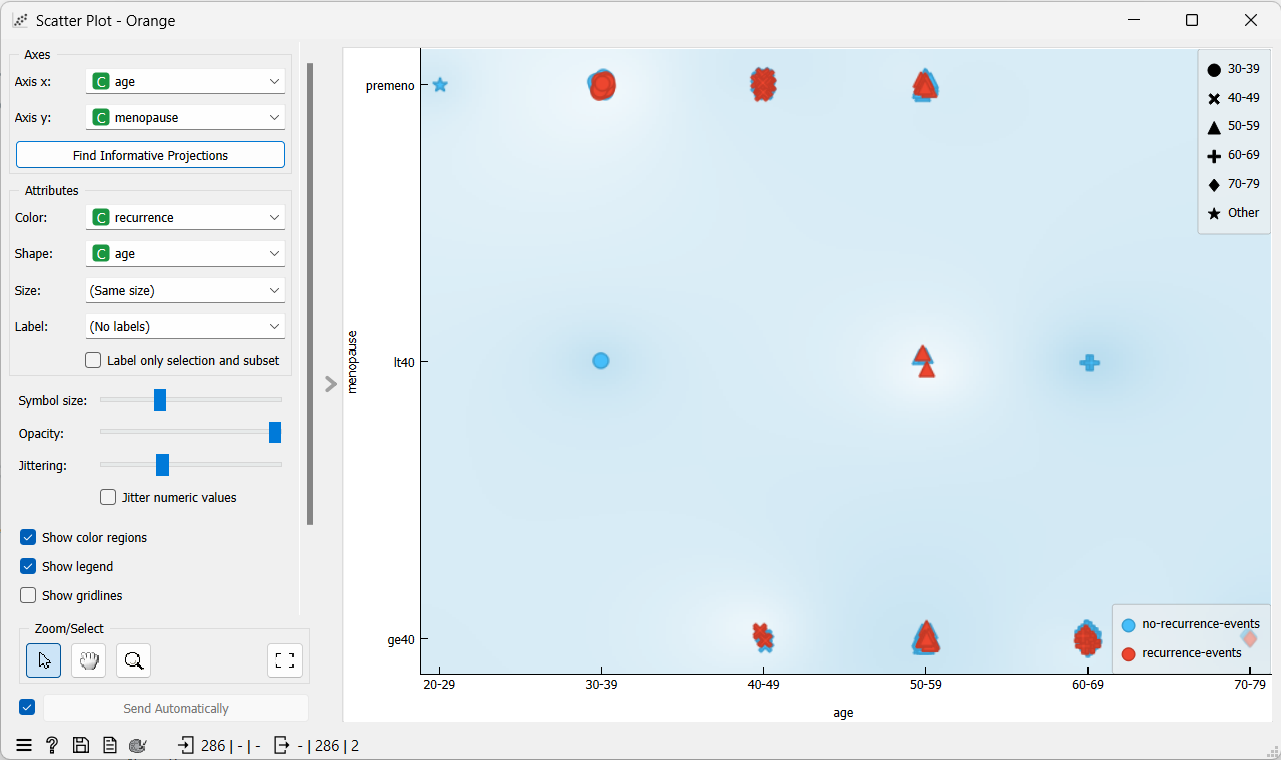 Scatter Plot - Orange
Axes
Axis x: C age
Axis y: C menopause
Find Informative Projections
Attributes
Color: C recurrence
Shape: C age
Size: (Same size)
Label: (No labels)
Label only selection and subset
Symbol size:
Opacity:
Jittering:
Jitter numeric values
Show color regions
Show legend
Show gridlines
Zoom/Select
Send Automatically
286 | - | - - | 286 | 2
premeno
lt40
ge40
menopause
20-29 30-39 40-49 50-59 60-69 70-79
age
30-39
40-49
50-59
60-69
70-79
Other
no-recurrence-events
recurrence-events